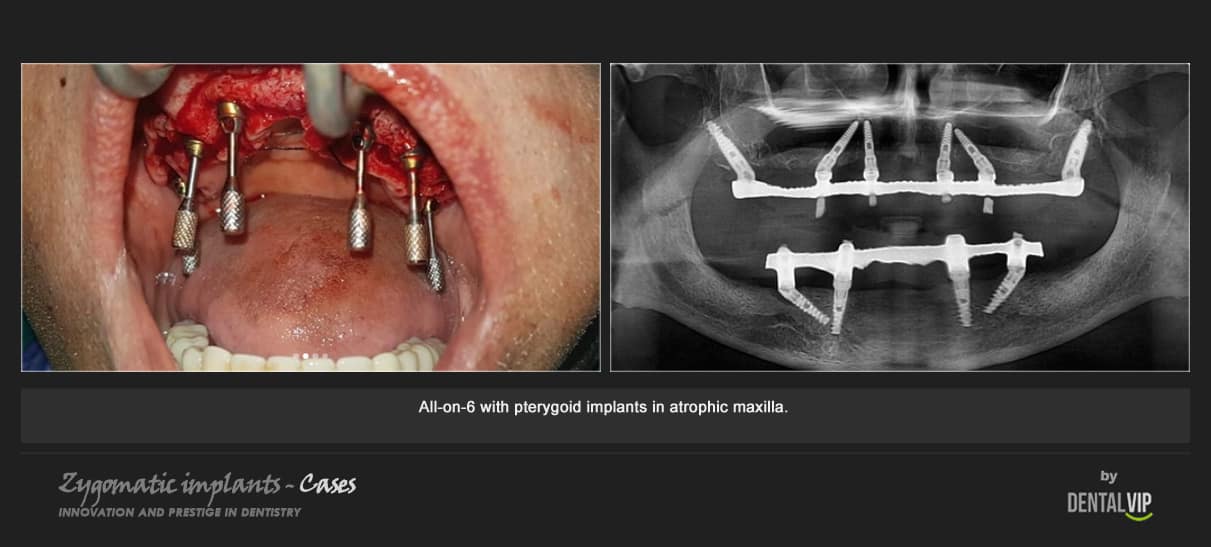 All-on-6 with pterygoid implants in atrophic maxilla.
Zygomatic implants - Cases
INNOVATION AND PRESTIGE IN DENTISTRY
by
DENTALVIP